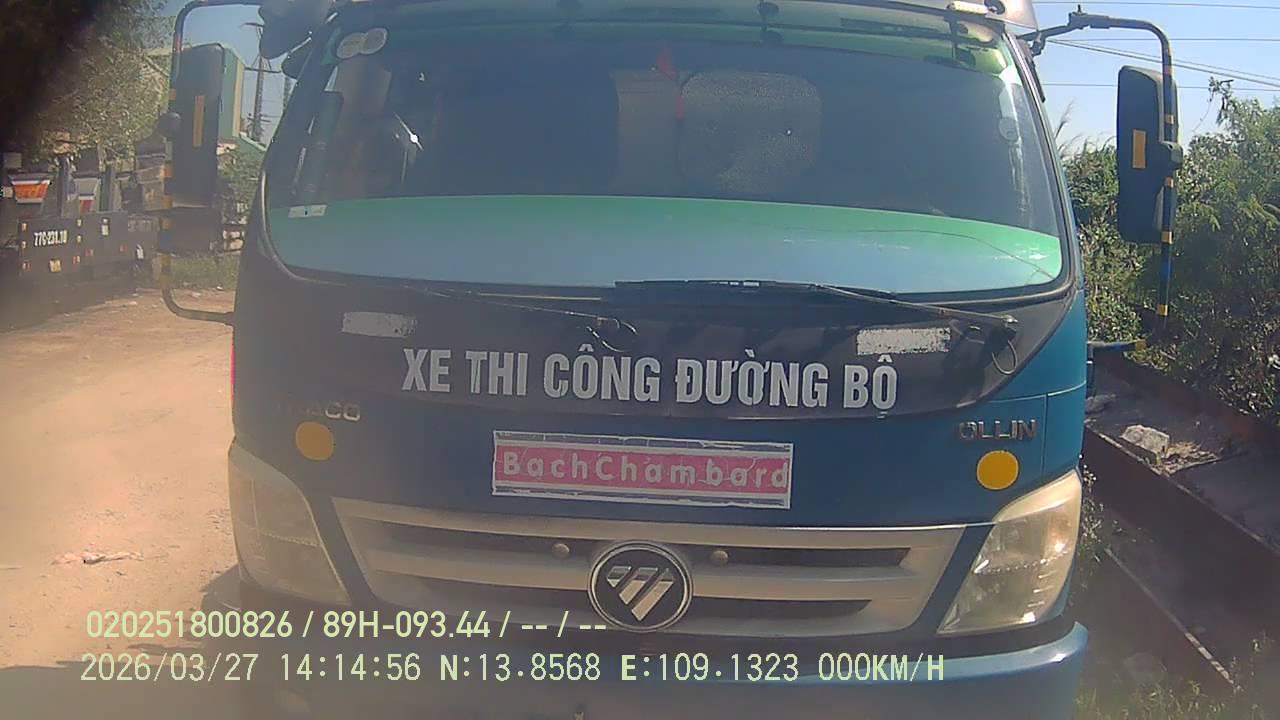 77C-231.10
XE THI CÔNG ĐƯỜNG BỘ
THACO
OLLIN
BachChambard
020251800826 / 89H-093.44 / -- / --
2026/03/27 14:14:56 N:13.8568 E:109.1323 000KM/H